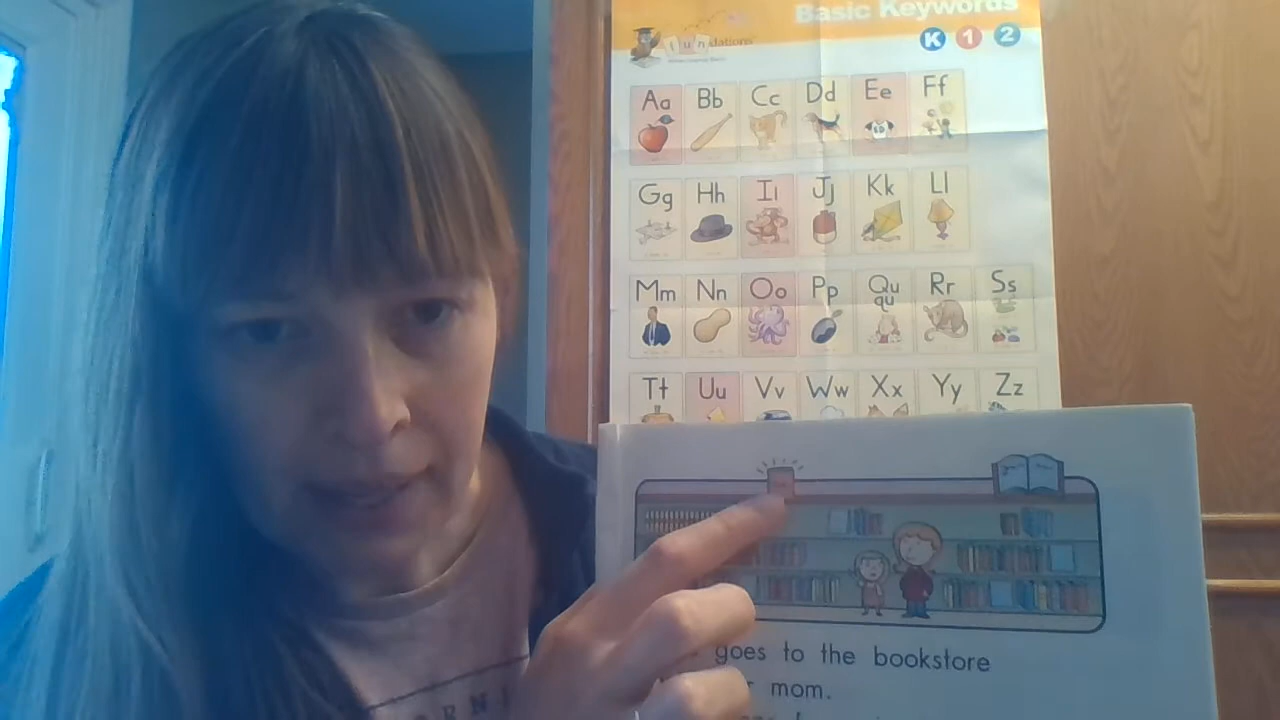 Basic Keywords
fundations
K 1 2
Aa Bb Cc Dd Ee Ff
Gg Hh Ii Jj Kk Ll
Mm Nn Oo Pp Qu qu Rr Ss
Tt Uu Vv Ww Xx Yy Zz
goes to the bookstore
mom.